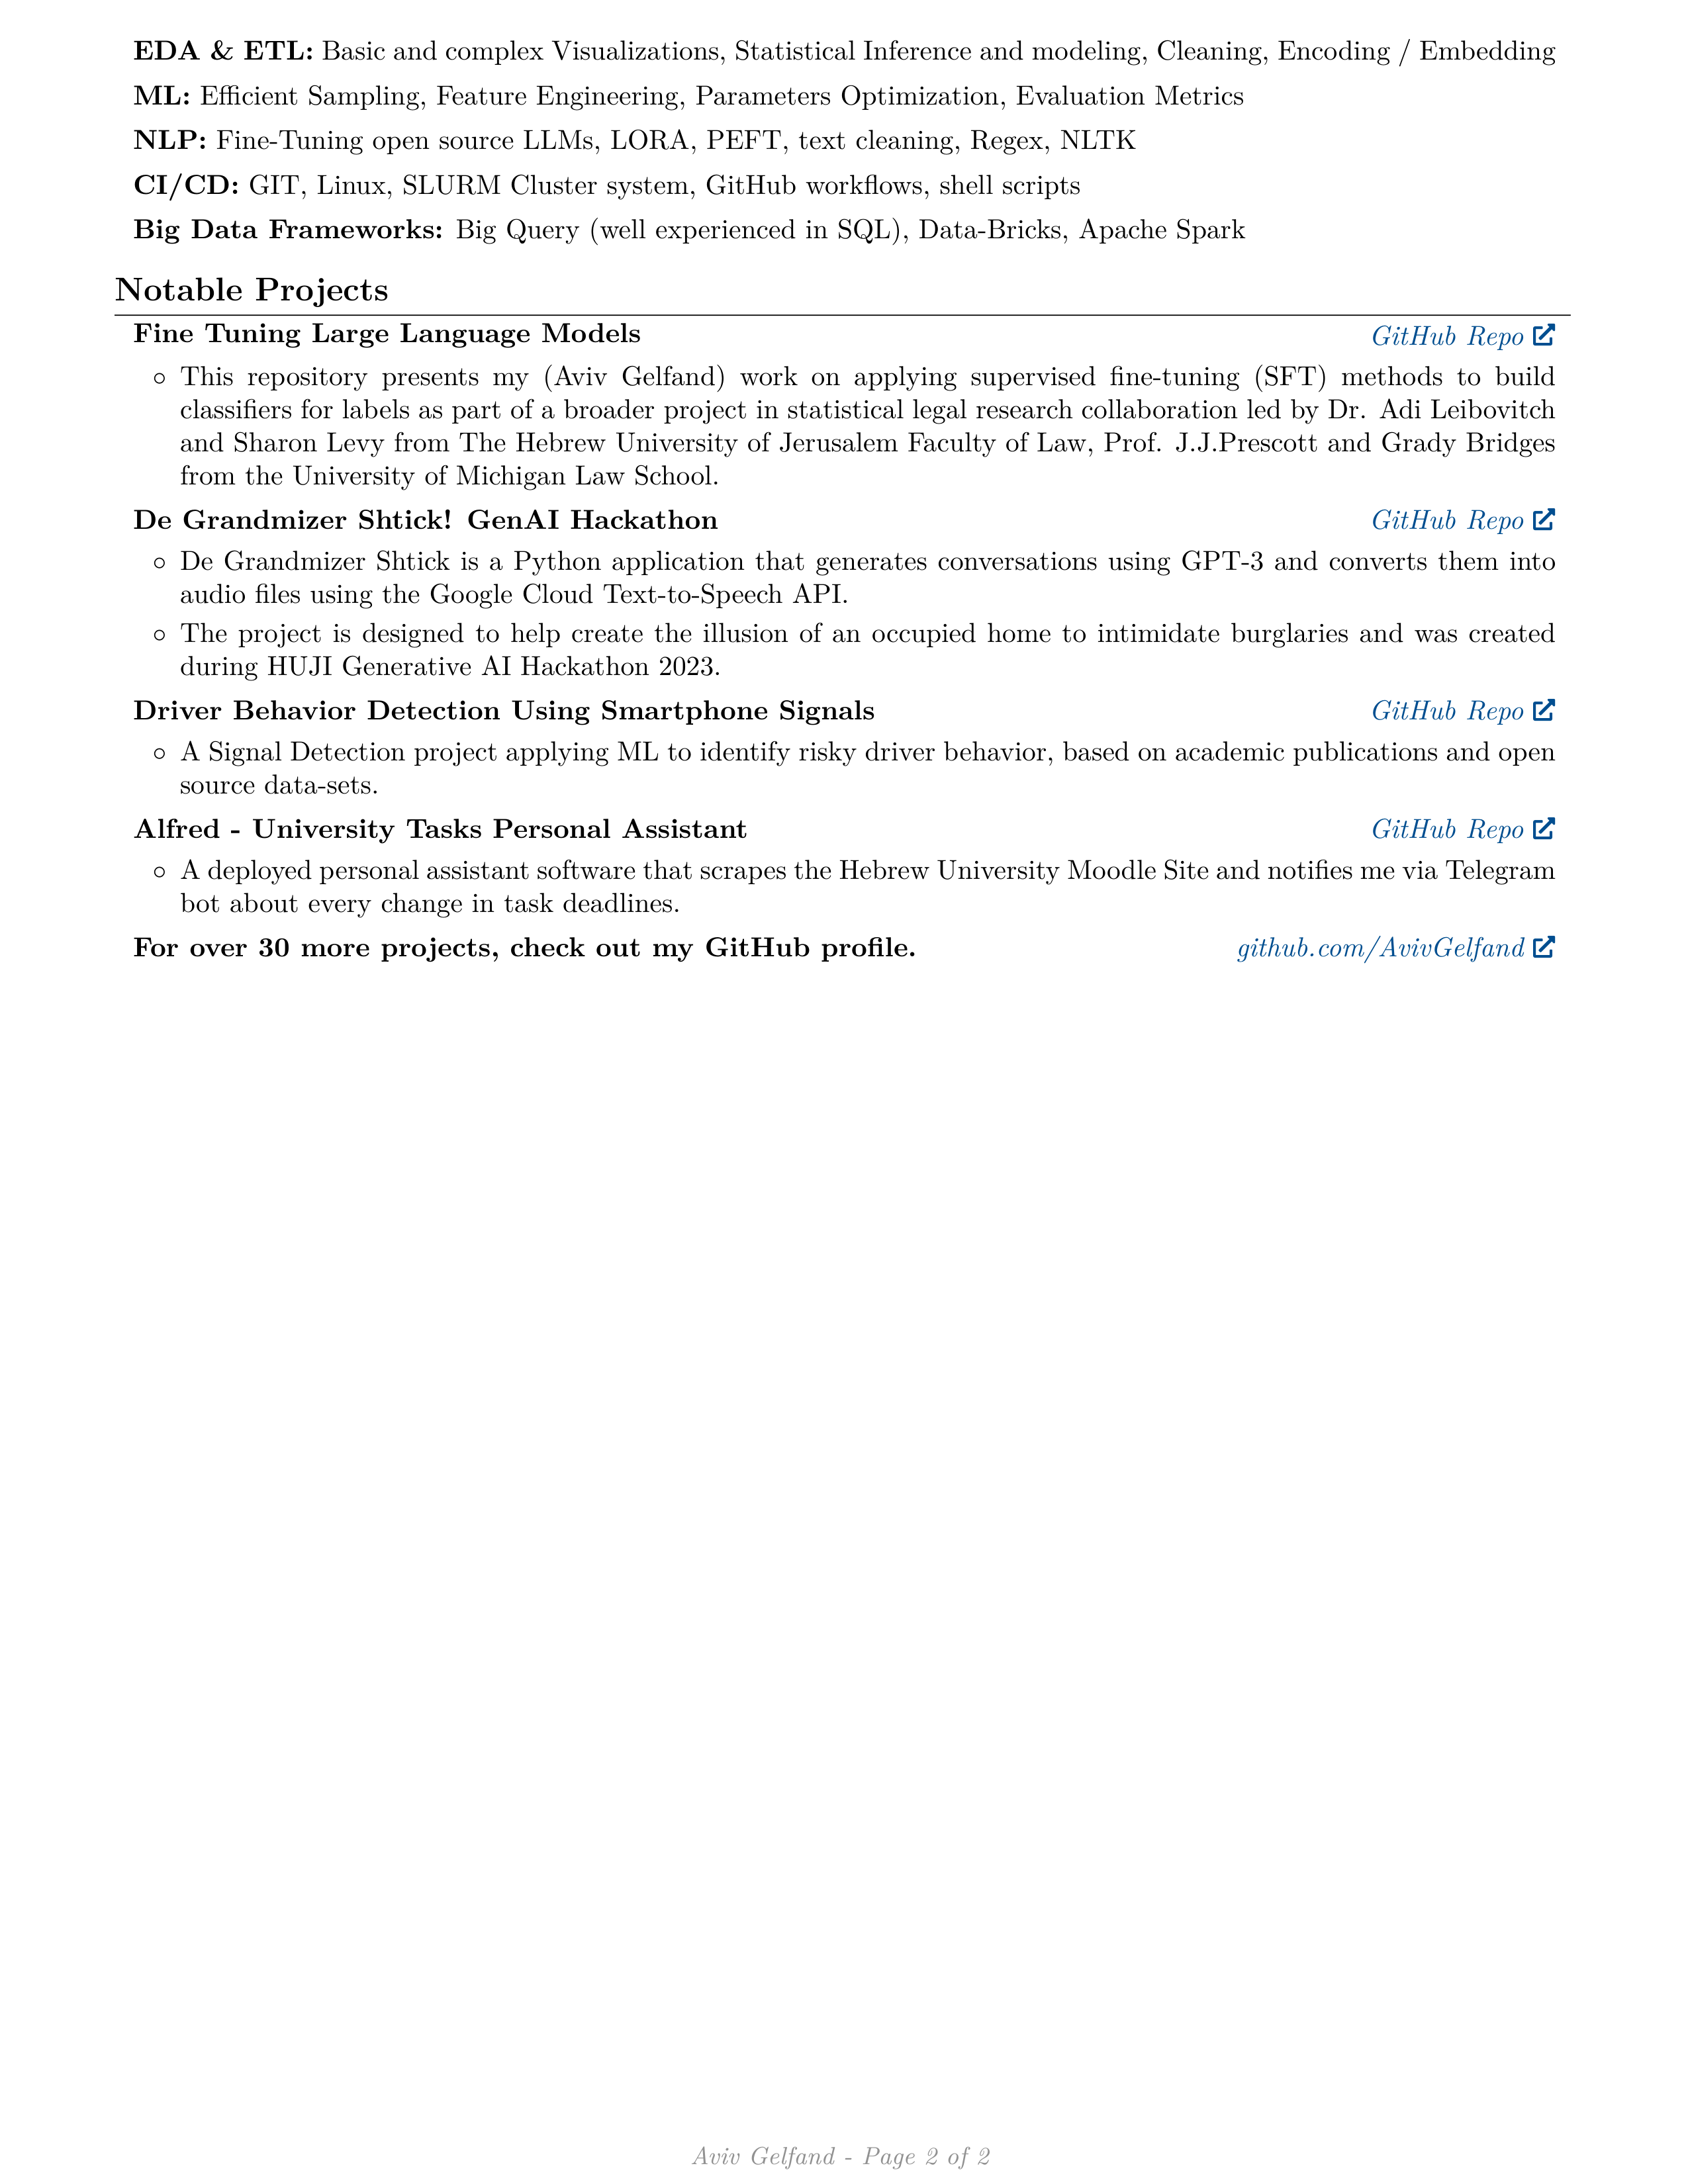 EDA & ETL: Basic and complex Visualizations, Statistical Inference and modeling, Cleaning, Encoding / Embedding
ML: Efficient Sampling, Feature Engineering, Parameters Optimization, Evaluation Metrics
NLP: Fine-Tuning open source LLMs, LORA, PEFT, text cleaning, Regex, NLTK
CI/CD: GIT, Linux, SLURM Cluster system, GitHub workflows, shell scripts
Big Data Frameworks: Big Query (well experienced in SQL), Data-Bricks, Apache Spark
Notable Projects
Fine Tuning Large Language Models GitHub Repo
◦ This repository presents my (Aviv Gelfand) work on applying supervised fine-tuning (SFT) methods to build
classifiers for labels as part of a broader project in statistical legal research collaboration led by Dr. Adi Leibovitch
and Sharon Levy from The Hebrew University of Jerusalem Faculty of Law, Prof. J.J.Prescott and Grady Bridges
from the University of Michigan Law School.
De Grandmizer Shtick! GenAI Hackathon GitHub Repo
◦ De Grandmizer Shtick is a Python application that generates conversations using GPT-3 and converts them into
audio files using the Google Cloud Text-to-Speech API.
◦ The project is designed to help create the illusion of an occupied home to intimidate burglaries and was created
during HUJI Generative AI Hackathon 2023.
Driver Behavior Detection Using Smartphone Signals GitHub Repo
◦ A Signal Detection project applying ML to identify risky driver behavior, based on academic publications and open
source data-sets.
Alfred - University Tasks Personal Assistant GitHub Repo
◦ A deployed personal assistant software that scrapes the Hebrew University Moodle Site and notifies me via Telegram
bot about every change in task deadlines.
For over 30 more projects, check out my GitHub profile. github.com/AvivGelfand
Aviv Gelfand - Page 2 of 2